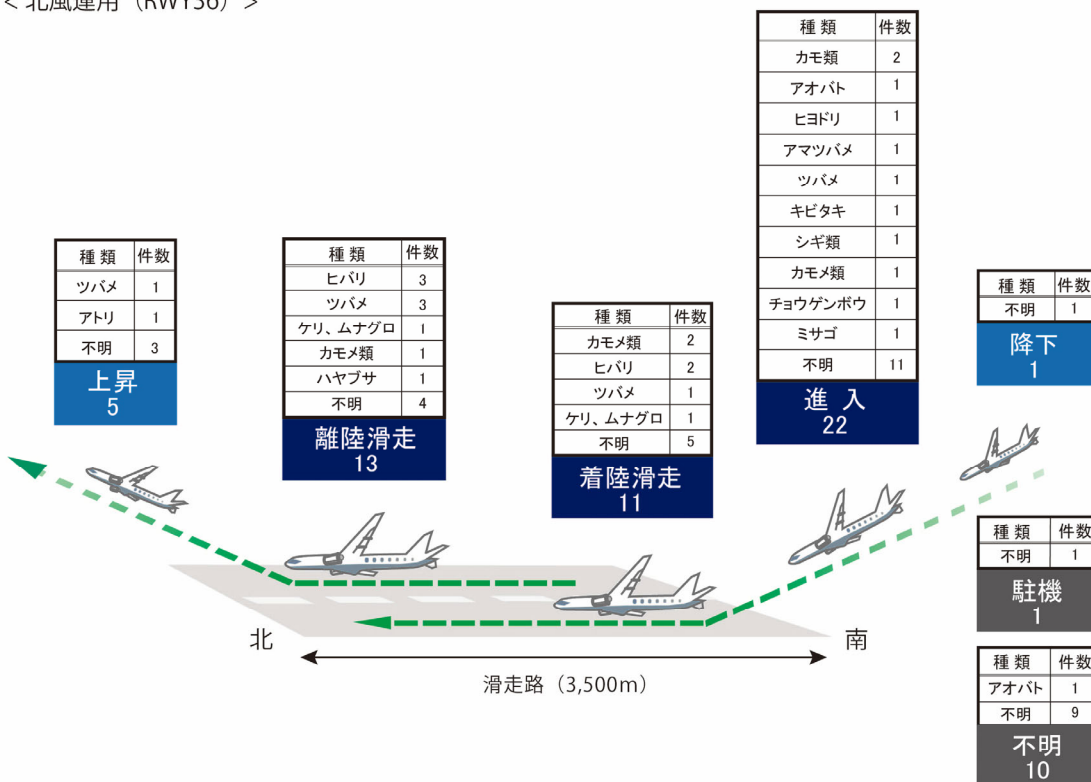 < 北風運用（RWY36）>
種 類 件数
ツバメ 1
アトリ 1
不明 3
上昇
5
種 類 件数
ヒバリ 3
ツバメ 3
ケリ、ムナグロ 1
カモメ類 1
ハヤブサ 1
不明 4
離陸滑走
13
種 類 件数
カモメ類 2
ヒバリ 2
ツバメ 1
ケリ、ムナグロ 1
不明 5
着陸滑走
11
種 類 件数
カモ類 2
アオバト 1
ヒヨドリ 1
アマツバメ 1
ツバメ 1
キビタキ 1
シギ類 1
カモメ類 1
チョウゲンボウ 1
ミサゴ 1
不明 11
進 入
22
種 類 件数
不明 1
降下
1
種 類 件数
不明 1
駐機
1
種 類 件数
アオバト 1
不明 9
不明
10
北
南
滑走路（3,500m）